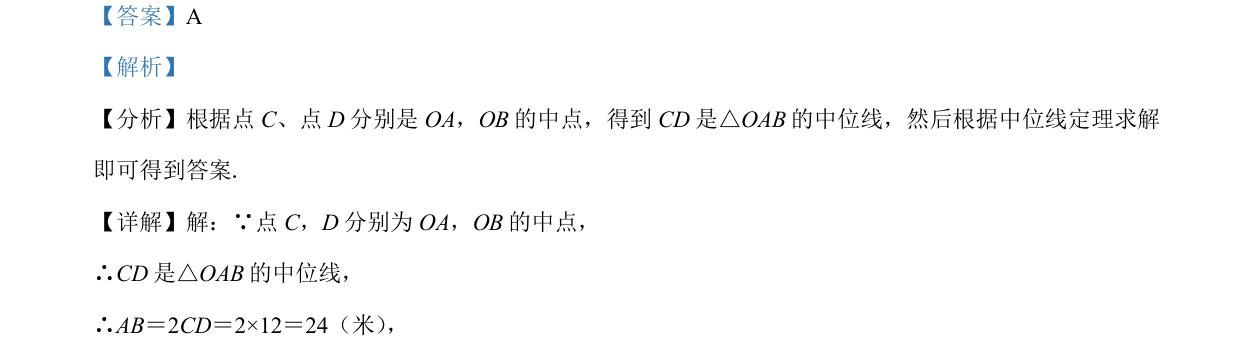 【答案】A
【解析】
【分析】根据点 C、点 D 分别是 OA，OB 的中点，得到 CD 是△OAB 的中位线，然后根据中位线定理求解
即可得到答案.
【详解】解：∵点 C，D 分别为 OA，OB 的中点，
∴CD 是△OAB 的中位线，
∴AB＝2CD＝2×12＝24（米），